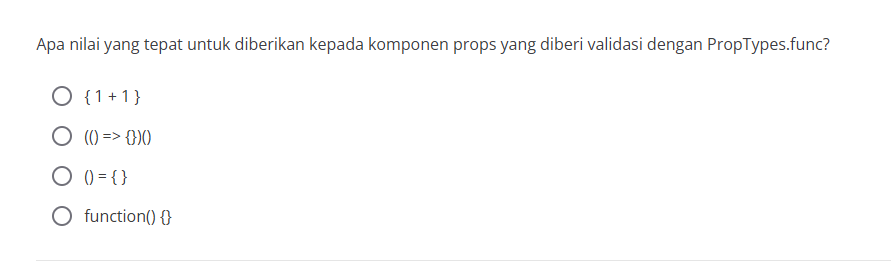 Apa nilai yang tepat untuk diberikan kepada komponen props yang diberi validasi dengan PropTypes.func?
{ 1 + 1 }
(() => {})()
() = { }
function() {}